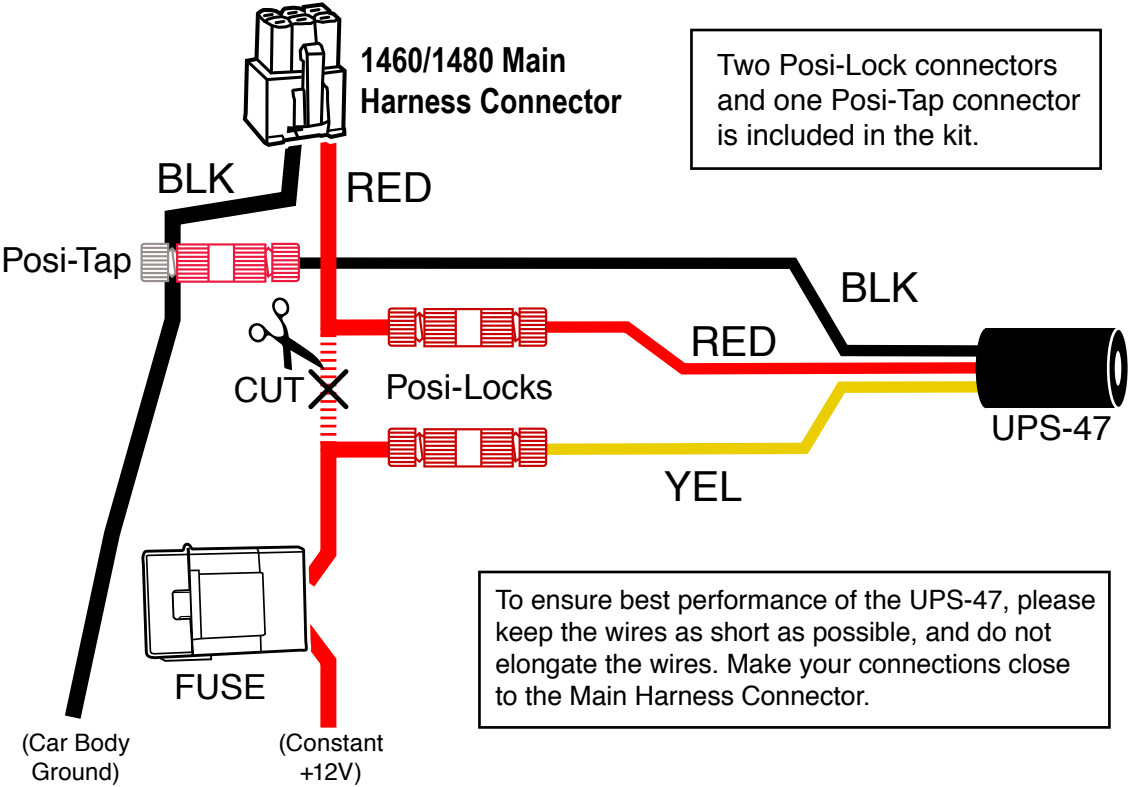 1460/1480 Main
Harness Connector
Two Posi-Lock connectors
and one Posi-Tap connector
is included in the kit.
BLK
RED
Posi-Tap
BLK
RED
CUT
Posi-Locks
UPS-47
YEL
FUSE
To ensure best performance of the UPS-47, please
keep the wires as short as possible, and do not
elongate the wires. Make your connections close
to the Main Harness Connector.
(Car Body
Ground)
(Constant
+12V)